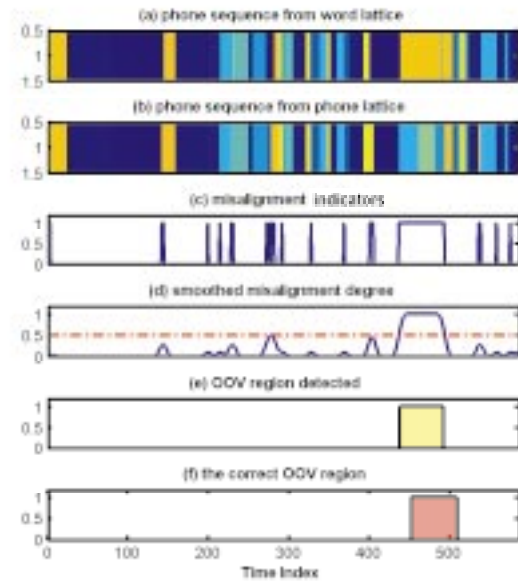 (a) phone sequence from word lattice
0.5
1
1.5
(b) phone sequence from phone lattice
0.5
1
1.5
(c) misalignment indicators
1
0.5
0
(d) smoothed misalignment degree
1
0.5
0
(e) OOV region detected
1
0.5
0
(f) the correct OOV region
1
0.5
0
0 100 200 300 400 500
Time Index